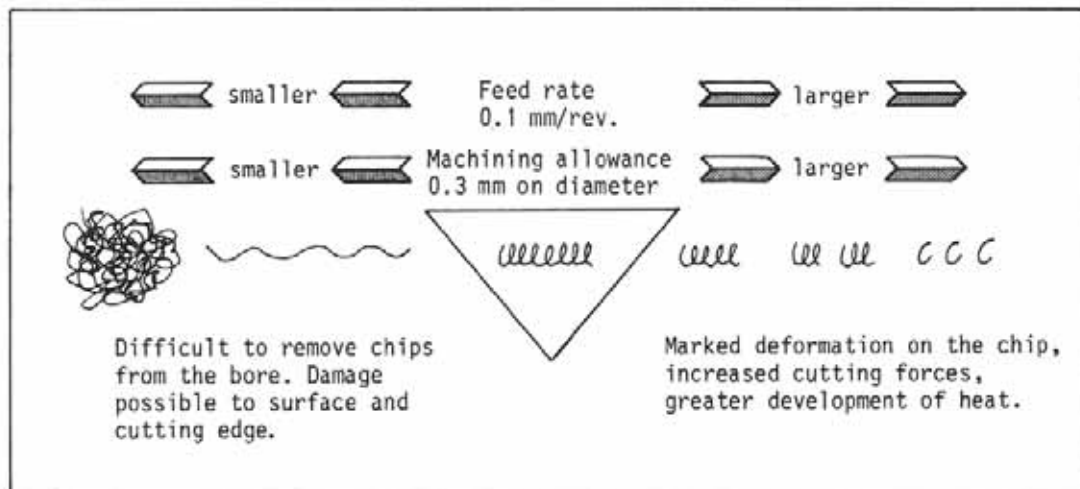 smaller Feed rate larger
0.1 mm/rev.
smaller Machining allowance larger
0.3 mm on diameter
Difficult to remove chips
from the bore. Damage
possible to surface and
cutting edge.
Marked deformation on the chip,
increased cutting forces,
greater development of heat.